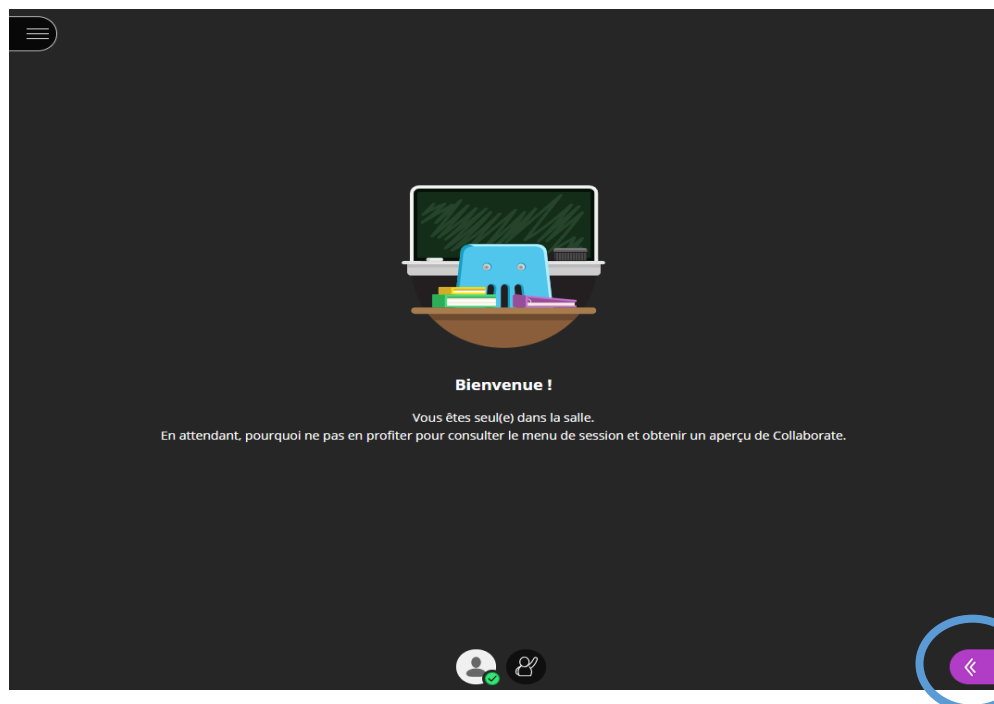 Bienvenue !
Vous êtes seul(e) dans la salle.
En attendant, pourquoi ne pas en profiter pour consulter le menu de session et obtenir un aperçu de Collaborate.